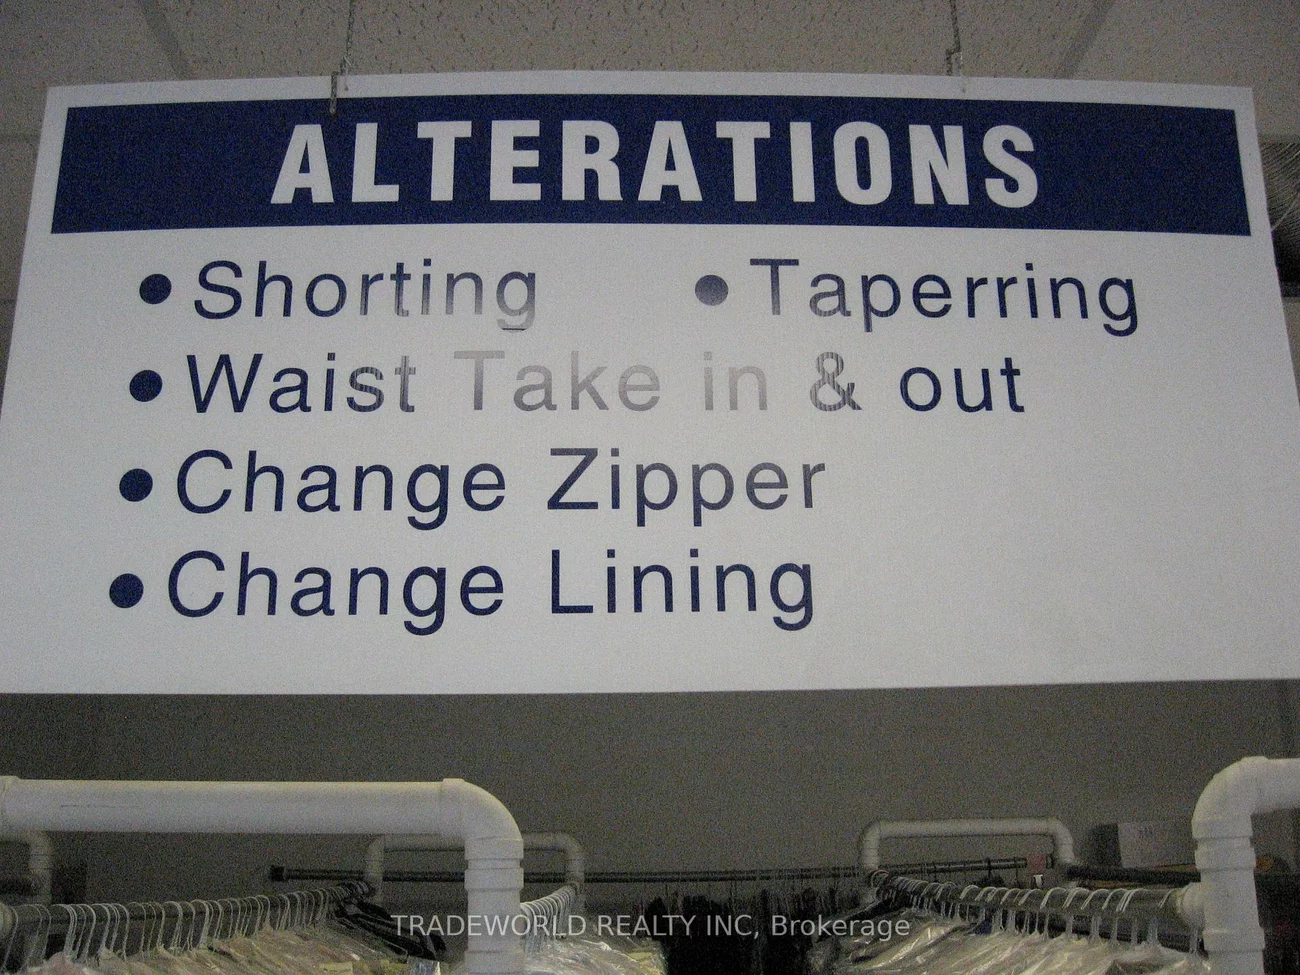 ALTERATIONS
• Shorting • Taperring
• Waist Take in & out
• Change Zipper
• Change Lining
TRADEWORLD REALTY INC, Brokerage